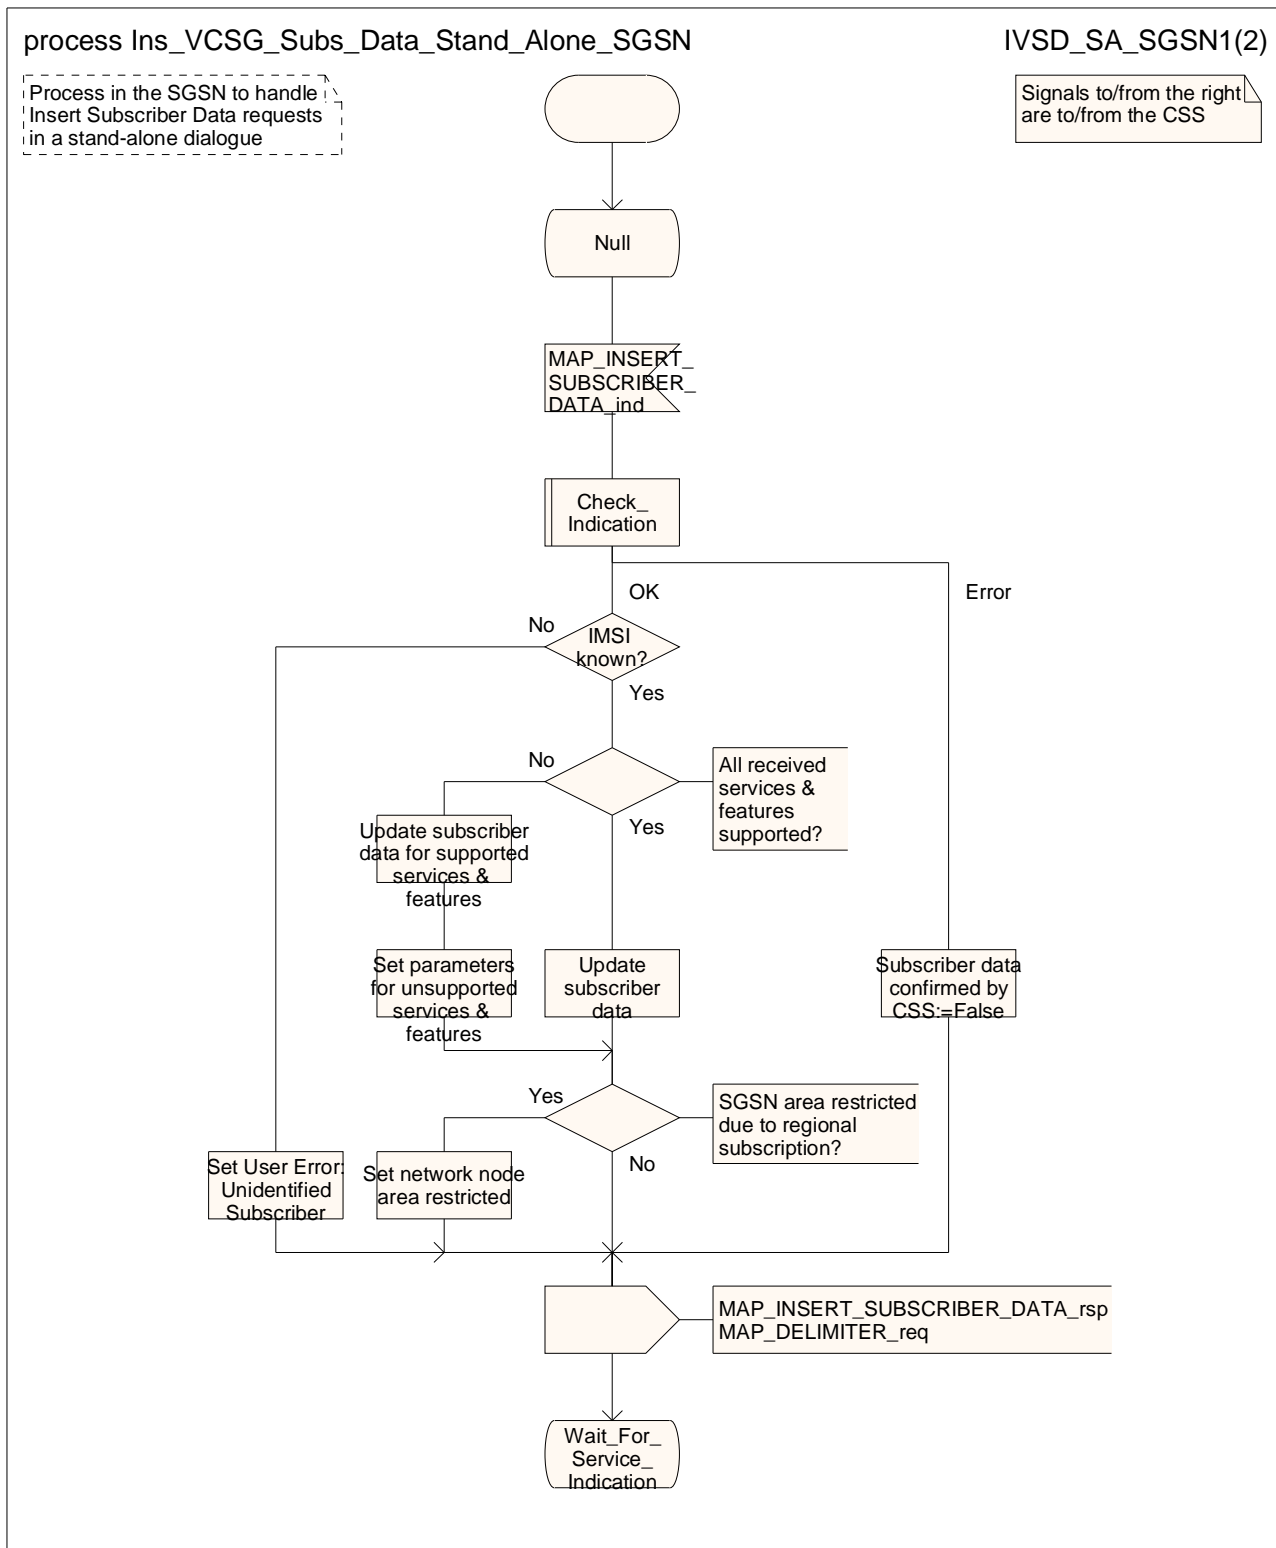 process Ins_VCSG_Subs_Data_Stand_Alone_SGSN
IVSD_SA_SGSN1(2)
Process in the SGSN to handle
Insert Subscriber Data requests
in a stand-alone dialogue
Signals to/from the right
are to/from the CSS
Null
MAP_INSERT_
SUBSCRIBER_
DATA_ind
Check_
Indication
OK
Error
No
IMSI
known?
Yes
No
All received
services &
features
supported?
Yes
Update subscriber
data for supported
services &
features
Set parameters
for unsupported
services &
features
Update
subscriber
data
Subscriber data
confirmed by
CSS:=False
Yes
SGSN area restricted
due to regional
subscription?
No
Set User Error:
Unidentified
Subscriber
Set network node
area restricted
MAP_INSERT_SUBSCRIBER_DATA_rsp
MAP_DELIMITER_req
Wait_For_
Service_
Indication